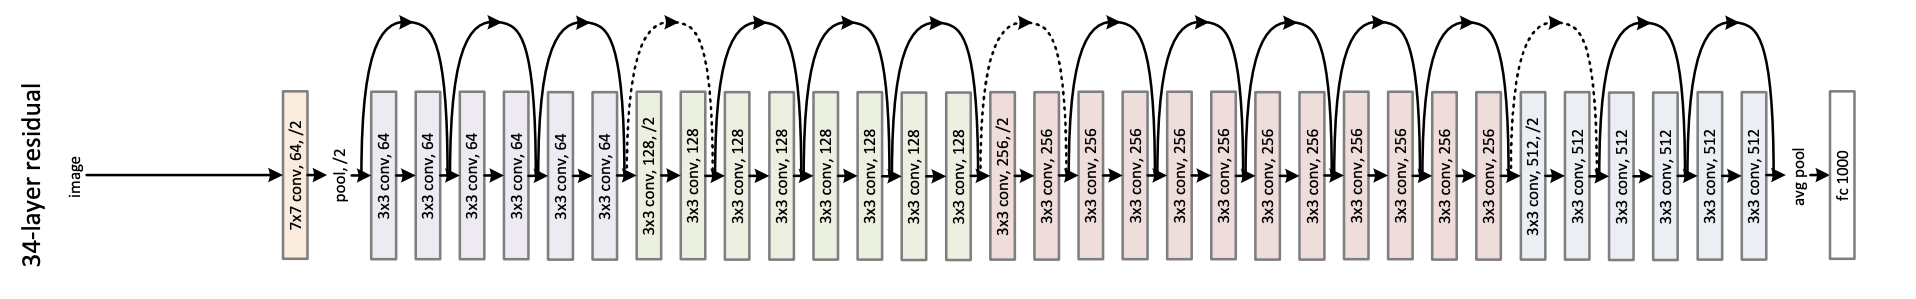 34-layer residual
image
7x7 conv, 64, /2
pool, /2
3x3 conv, 64
3x3 conv, 64
3x3 conv, 64
3x3 conv, 64
3x3 conv, 64
3x3 conv, 64
3x3 conv, 128, /2
3x3 conv, 128
3x3 conv, 128
3x3 conv, 128
3x3 conv, 128
3x3 conv, 128
3x3 conv, 128
3x3 conv, 128
3x3 conv, 256, /2
3x3 conv, 256
3x3 conv, 256
3x3 conv, 256
3x3 conv, 256
3x3 conv, 256
3x3 conv, 256
3x3 conv, 256
3x3 conv, 256
3x3 conv, 256
3x3 conv, 256
3x3 conv, 256
3x3 conv, 512, /2
3x3 conv, 512
3x3 conv, 512
3x3 conv, 512
3x3 conv, 512
3x3 conv, 512
avg pool
fc 1000